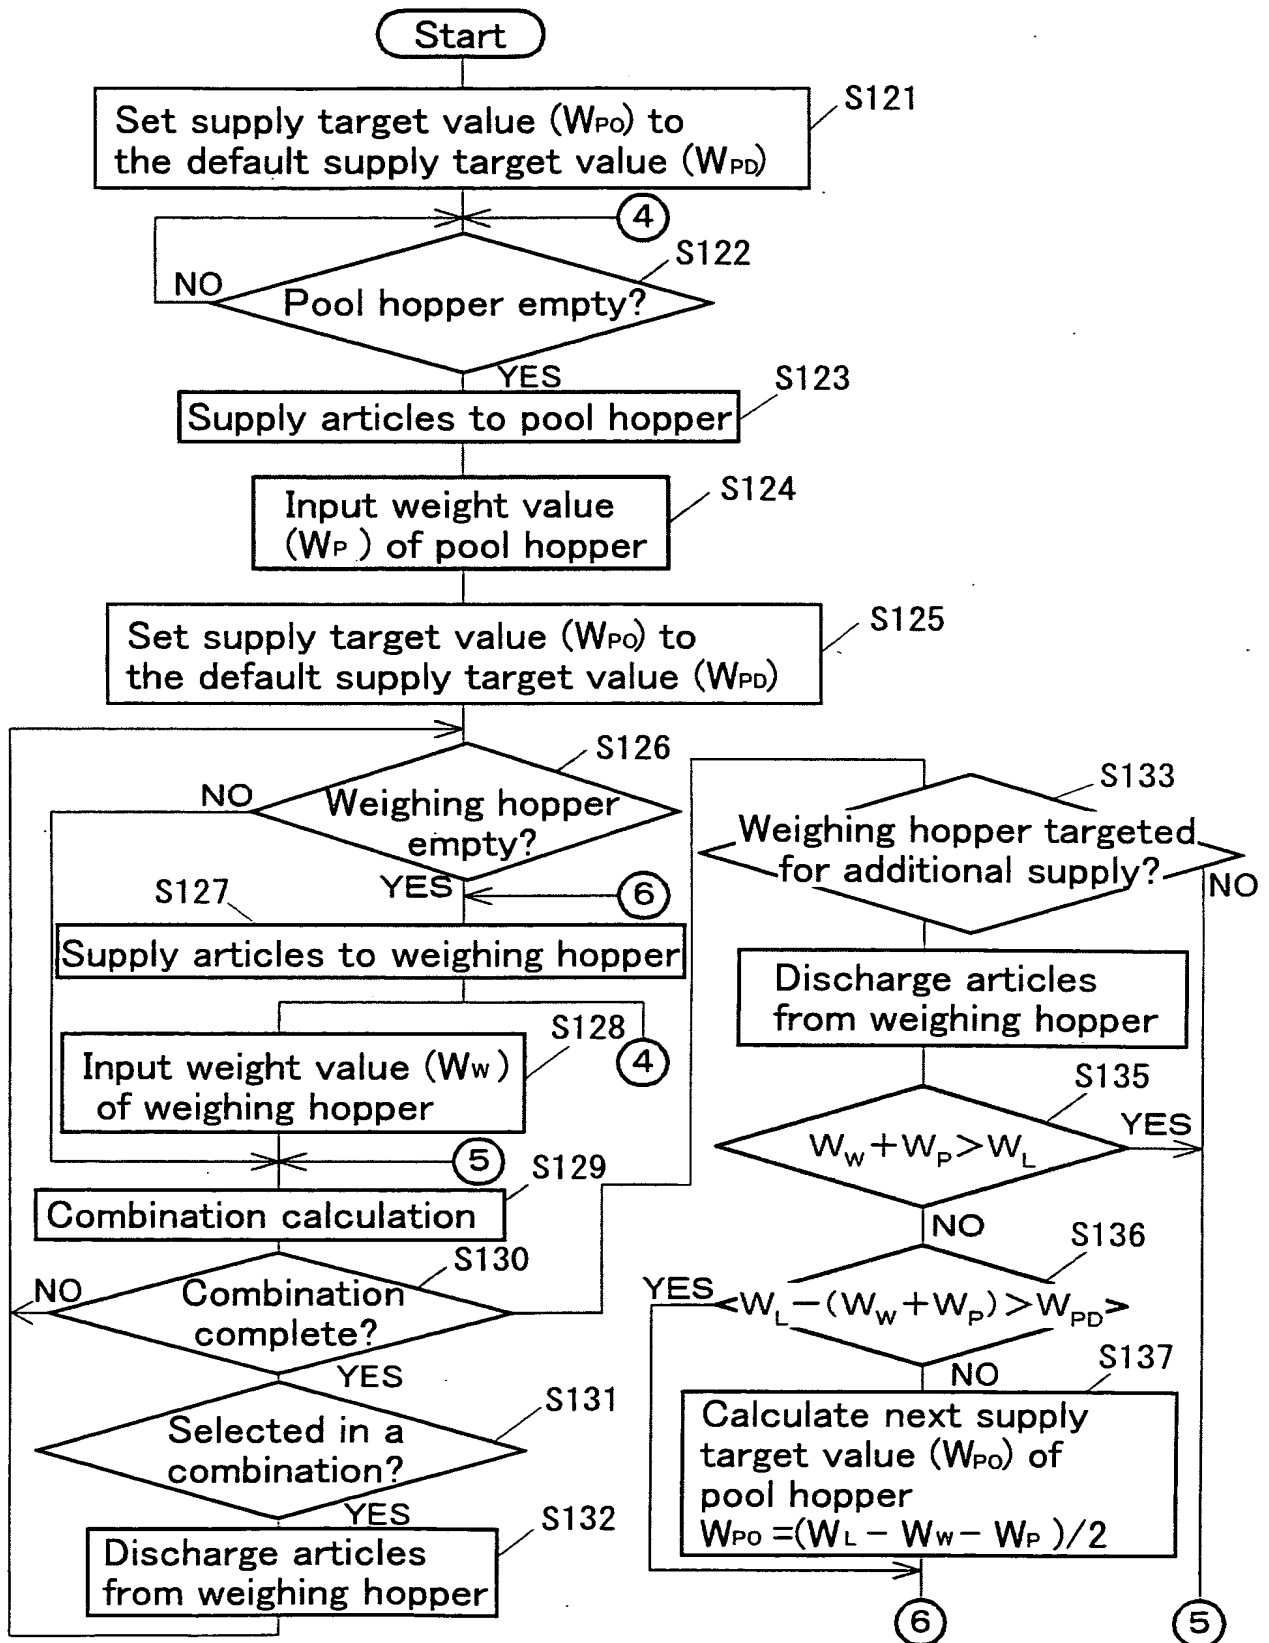 Start
S121
Set supply target value (WPO) to
the default supply target value (WPD)
4
S122
NO
Pool hopper empty?
YES
S123
Supply articles to pool hopper
S124
Input weight value
(WP) of pool hopper
S125
Set supply target value (WPO) to
the default supply target value (WPD)
S126
NO
Weighing hopper
empty?
YES
6
S127
Supply articles to weighing hopper
S128
4
Input weight value (WW)
of weighing hopper
5
S129
Combination calculation
S130
NO
Combination
complete?
YES
S131
Selected in a
combination?
YES
S132
Discharge articles
from weighing hopper
S133
Weighing hopper targeted
for additional supply?
NO
Discharge articles
from weighing hopper
S135
YES
WW+WP>WL
NO
S136
YES
WL-(WW+WP)>WPD
NO
S137
Calculate next supply
target value (WPO) of
pool hopper
WPO=(WL-WW-WP)/2
6
5